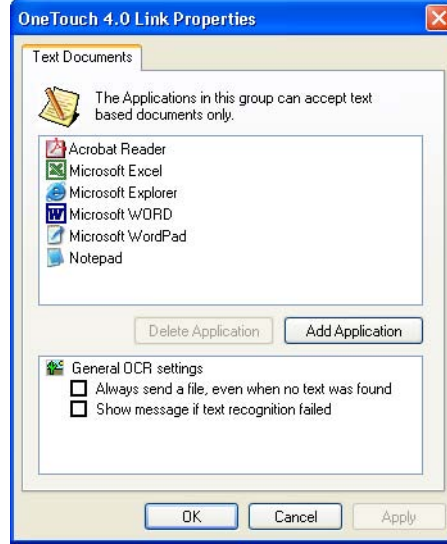 OneTouch 4.0 Link Properties
Text Documents
The Applications in this group can accept text
based documents only.
Acrobat Reader
Microsoft Excel
Microsoft Explorer
Microsoft WORD
Microsoft WordPad
Notepad
Delete Application
Add Application
General OCR settings
Always send a file, even when no text was found
Show message if text recognition failed
OK
Cancel
Apply